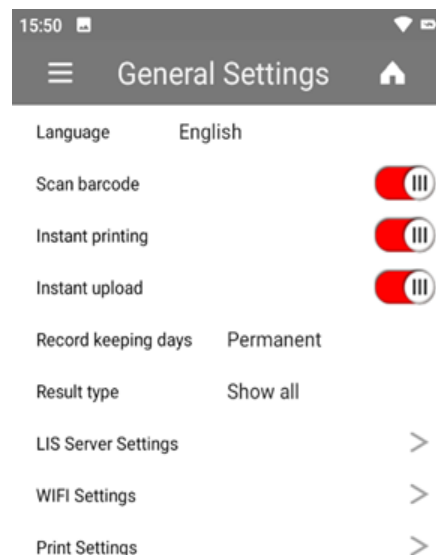 15:50
General Settings
Language English
Scan barcode
Instant printing
Instant upload
Record keeping days Permanent
Result type Show all
LIS Server Settings
WIFI Settings
Print Settings